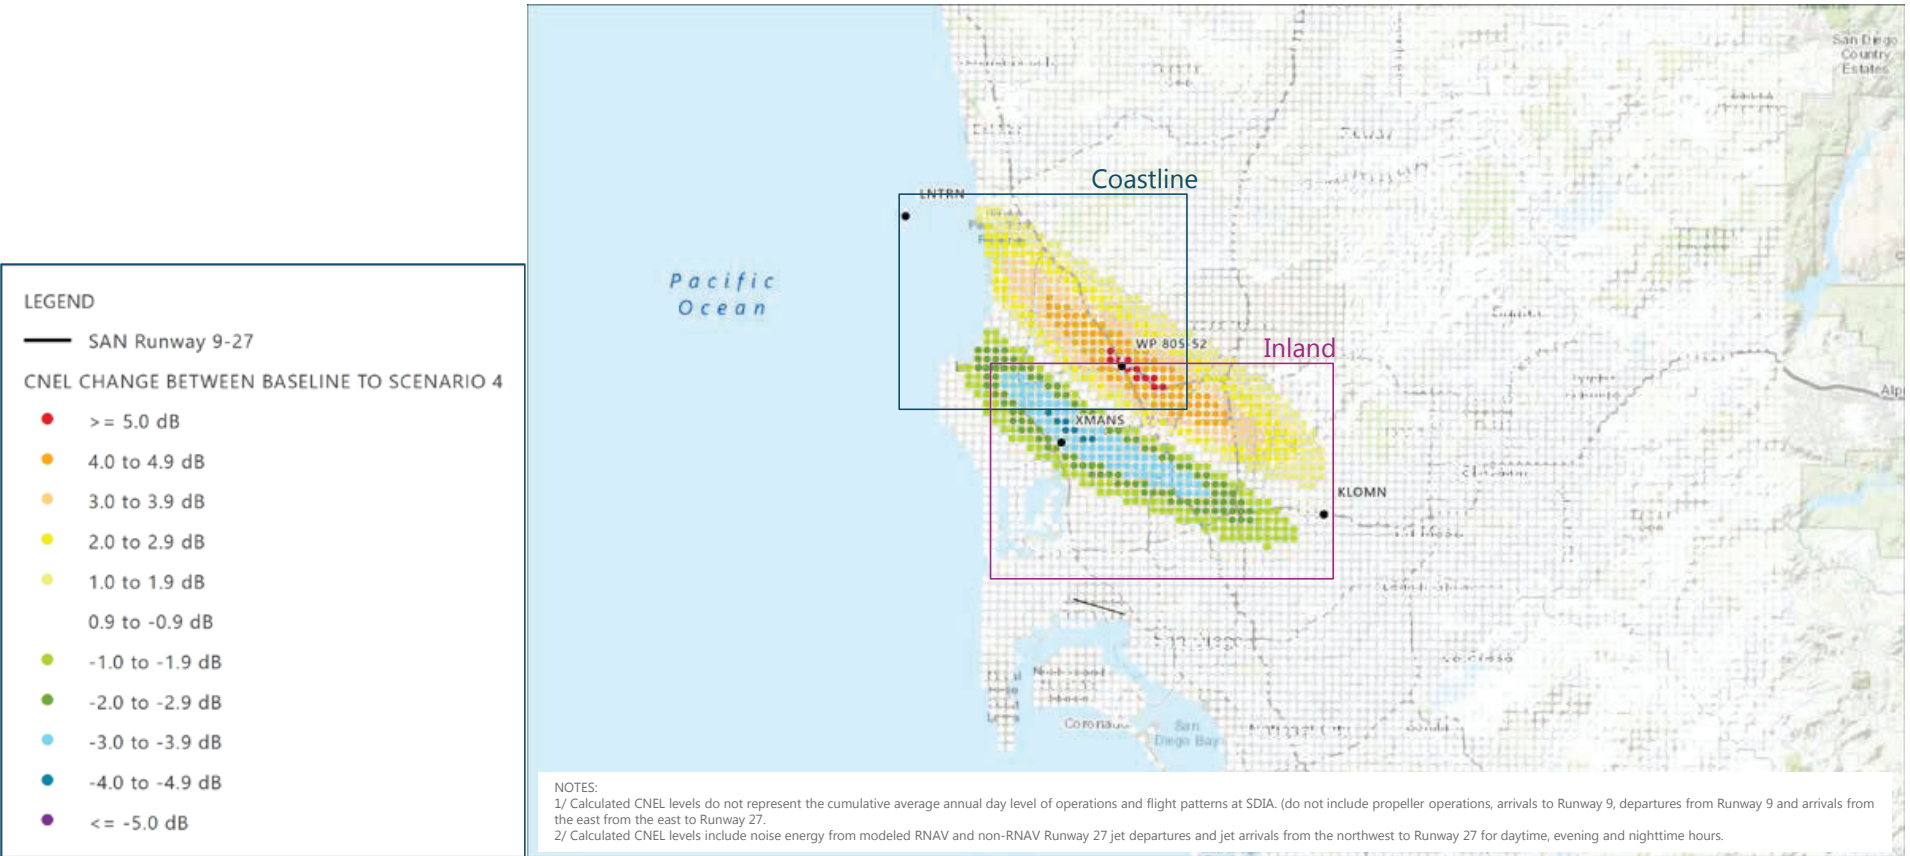 LEGEND
SAN Runway 9-27
CNEL CHANGE BETWEEN BASELINE TO SCENARIO 4
>= 5.0 dB
4.0 to 4.9 dB
3.0 to 3.9 dB
2.0 to 2.9 dB
1.0 to 1.9 dB
0.9 to -0.9 dB
-1.0 to -1.9 dB
-2.0 to -2.9 dB
-3.0 to -3.9 dB
-4.0 to -4.9 dB
<= -5.0 dB
San Diego
Country
Estates
Coastline
LNTRN
Pacific
Ocean
WP 805-52
Inland
XMANS
KLOMN
Coronado
San
Diego Bay
NOTES:
1/ Calculated CNEL levels do not represent the cumulative average annual day level of operations and flight patterns at SDIA. (do not include propeller operations, arrivals to Runway 9, departures from Runway 9 and arrivals from
the east from the east to Runway 27.
2/ Calculated CNEL levels include noise energy from modeled RNAV and non-RNAV Runway 27 jet departures and jet arrivals from the northwest to Runway 27 for daytime, evening and nighttime hours.